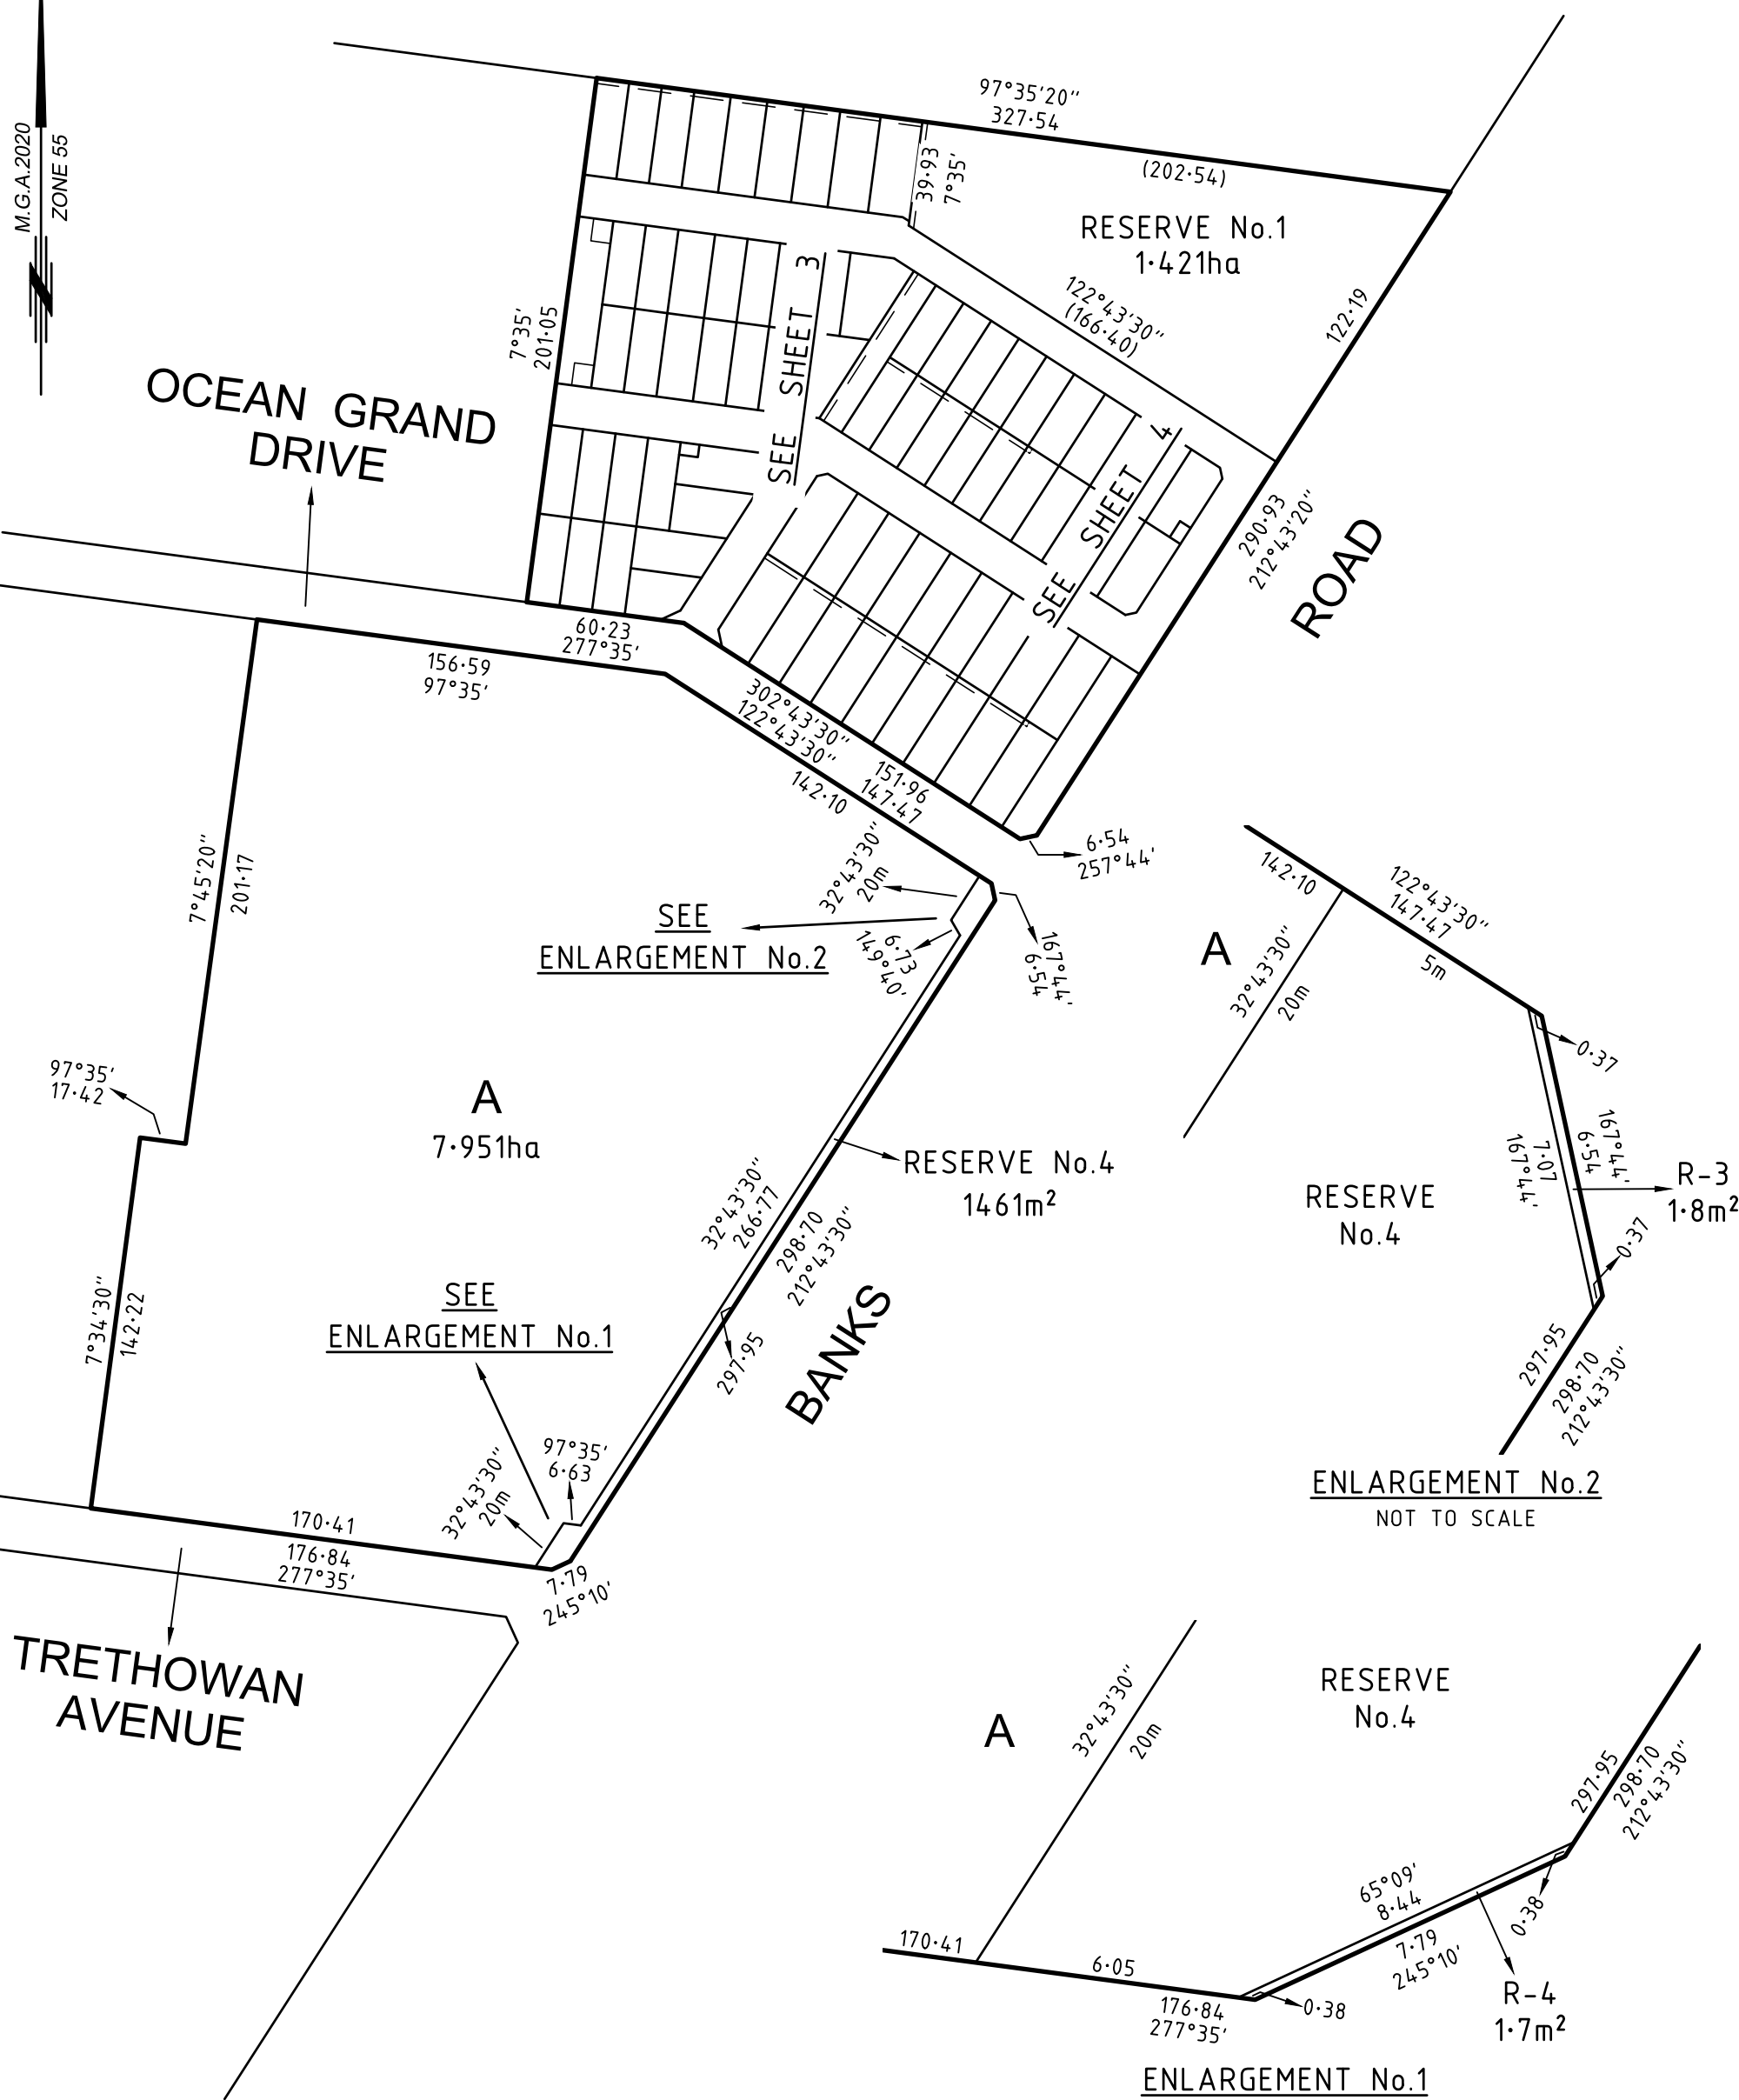 M.G.A.2020
ZONE 55
97°35'20"
327·54
(202·54)
39·93
7°35'
RESERVE No.1
1·421ha
122°43'30"
(166·40)
122·19
7°35'
201·05
SEE SHEET 3
SEE SHEET 4
OCEAN GRAND
DRIVE
290·93
212°43'20"
ROAD
60·23
277°35'
156·59
97°35'
302°43'30"
122°43'30"
151·96
147·47
142·10
6·54
257°44'
32°43'30"
20m
7°45'20"
201·17
SEE
ENLARGEMENT No.2
6·73
149°40'
167°44'
6·54
97°35'
17·42
A
7·951ha
RESERVE No.4
1461m²
32°43'30"
266·77
298·70
212°43'30"
7°34'30"
142·22
SEE
ENLARGEMENT No.1
297·95
BANKS
97°35'
6·63
32°43'30"
20m
170·41
176·84
277°35'
7·79
245°10'
TRETHOWAN
AVENUE
142·10
122°43'30"
147·47
5m
A
32°43'30"
20m
0·37
167°44'
6·54
7·07
167°44'
R-3
1·8m²
RESERVE
No.4
0·37
297·95
298·70
212°43'30"
ENLARGEMENT No.2
NOT TO SCALE
RESERVE
No.4
A
32°43'30"
20m
297·95
298·70
212°43'30"
65°09'
8·44
0·38
7·79
245°10'
170·41
6·05
R-4
1·7m²
0·38
176·84
277°35'
ENLARGEMENT No.1